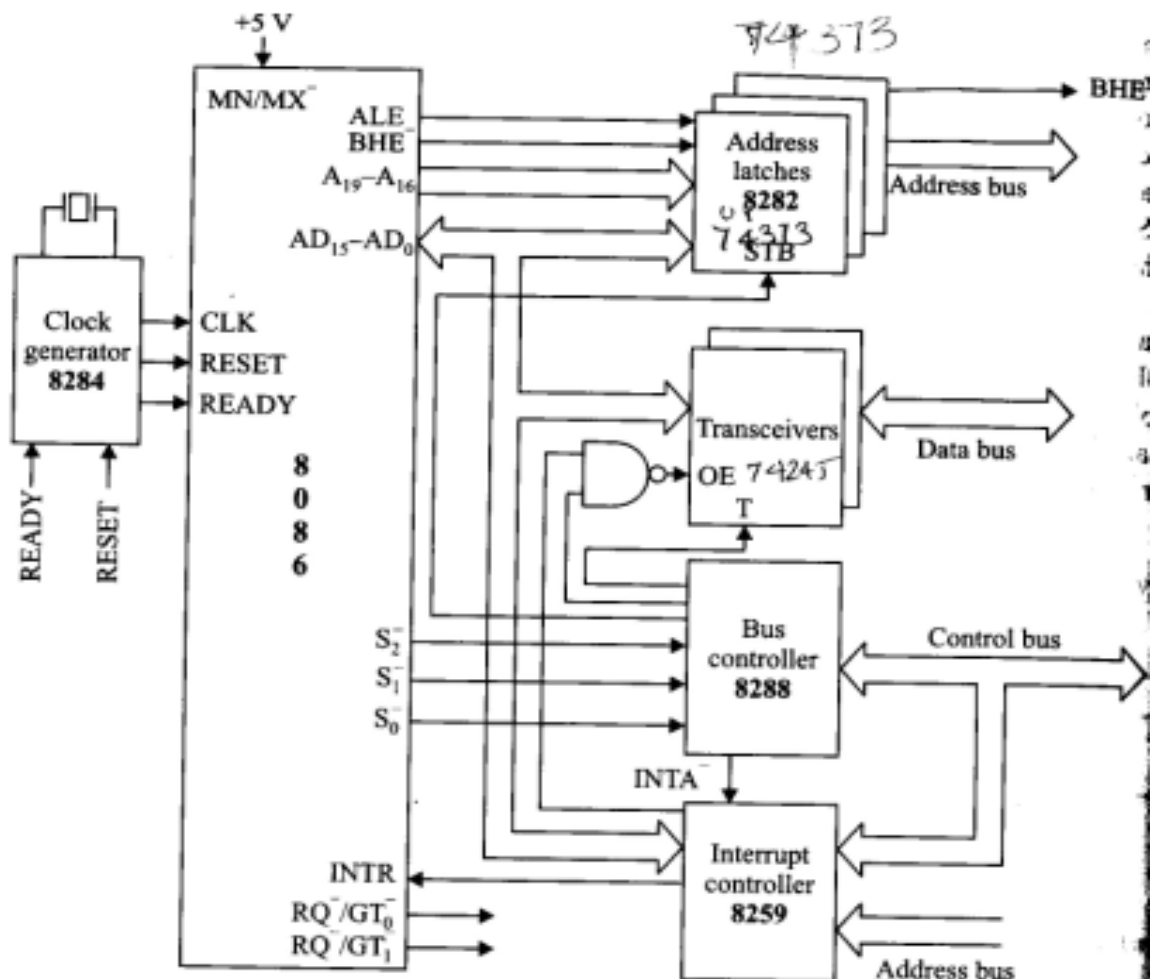 +5 V
74373
MN/MX‾
BHE
ALE
BHE‾
A₁₉–A₁₆
AD₁₅–AD₀
Address
latches
8282
or
74373
STB
Address bus
Clock
generator
8284
CLK
RESET
READY
READY
RESET
8
0
8
6
Transceivers
OE 74245
T
Data bus
S₂‾
S₁‾
S₀‾
Bus
controller
8288
Control bus
INTA‾
INTR
RQ‾/GT₀‾
RQ‾/GT₁‾
Interrupt
controller
8259
Address bus